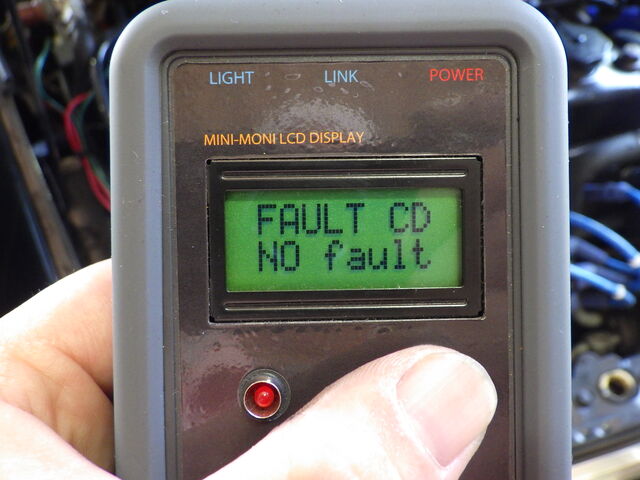 LIGHT LINK POWER
MINI-MONI LCD DISPLAY
FAULT CD
NO fault